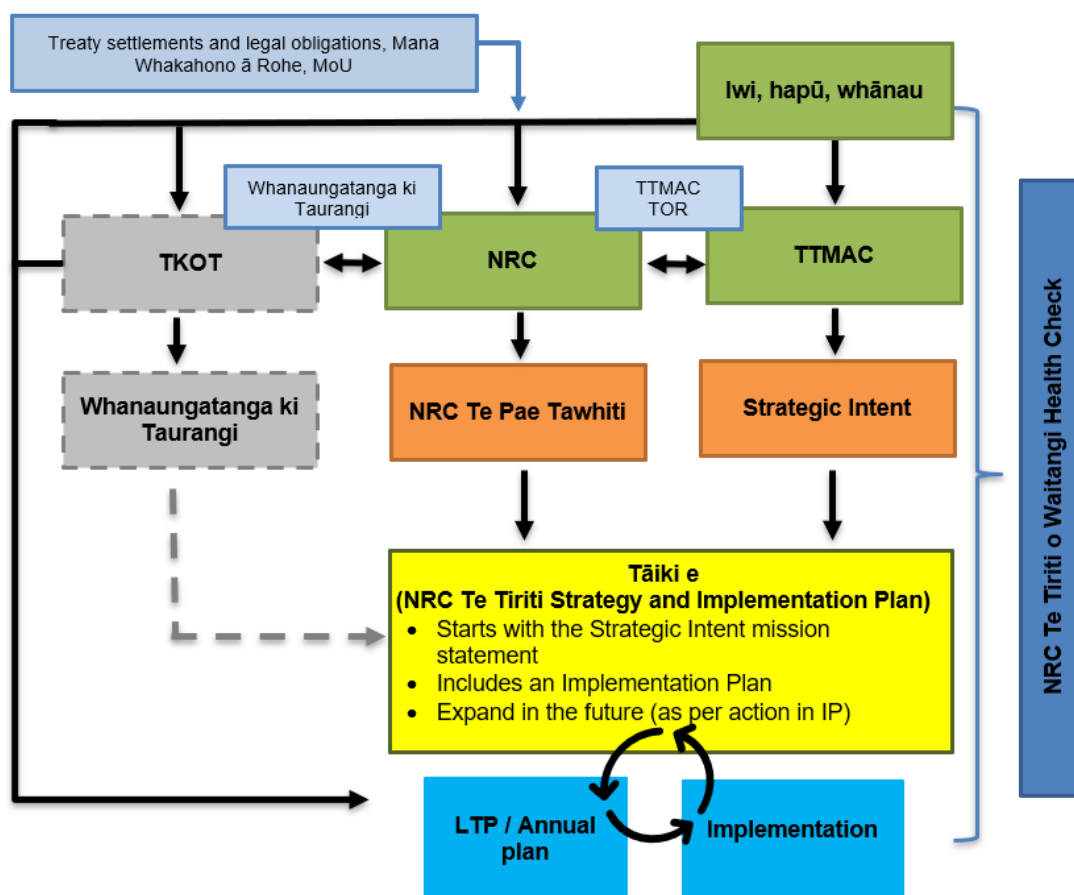 Treaty settlements and legal obligations, Mana
Whakahono ā Rohe, MoU
Iwi, hapū, whānau
Whanaungatanga ki
Taurangi
TTMAC
TOR
TKOT
NRC
TTMAC
Whanaungatanga ki
Taurangi
NRC Te Pae Tawhiti
Strategic Intent
Tāiki e
(NRC Te Tiriti Strategy and Implementation Plan)
• Starts with the Strategic Intent mission
statement
• Includes an Implementation Plan
• Expand in the future (as per action in IP)
LTP / Annual
plan
Implementation
NRC Te Tiriti o Waitangi Health Check